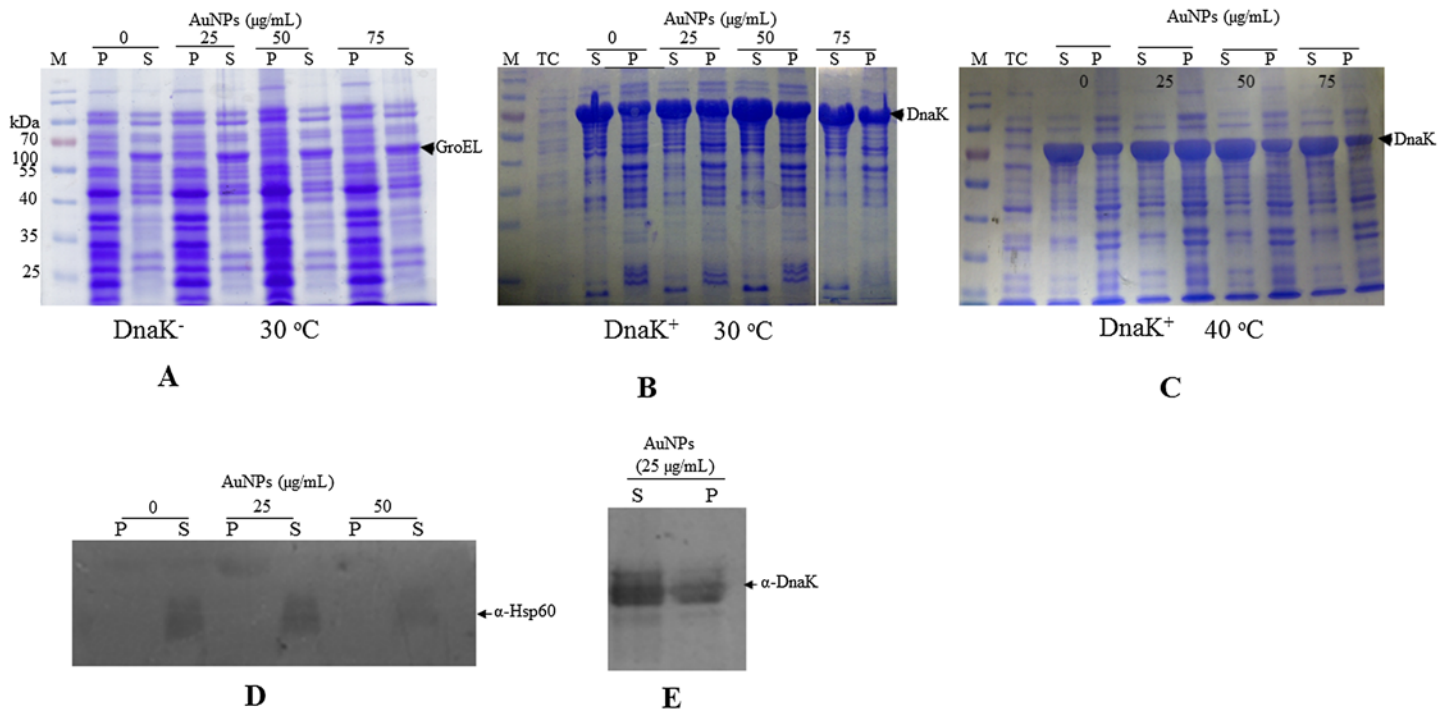 AuNPs (μg/mL)
0 25 50 75
M P S P S P S P S
kDa
70
100
55
40
35
25
GroEL
DnaK- 30 °C
A
AuNPs (μg/mL)
0 25 50 75
M TC S P S P S P S P
DnaK
DnaK+ 30 °C
B
AuNPs (μg/mL)
M TC S P S P S P S P
0 25 50 75
DnaK
DnaK+ 40 °C
C
AuNPs (μg/mL)
0 25 50
P S P S P S
α-Hsp60
D
AuNPs
(25 μg/mL)
S P
α-DnaK
E